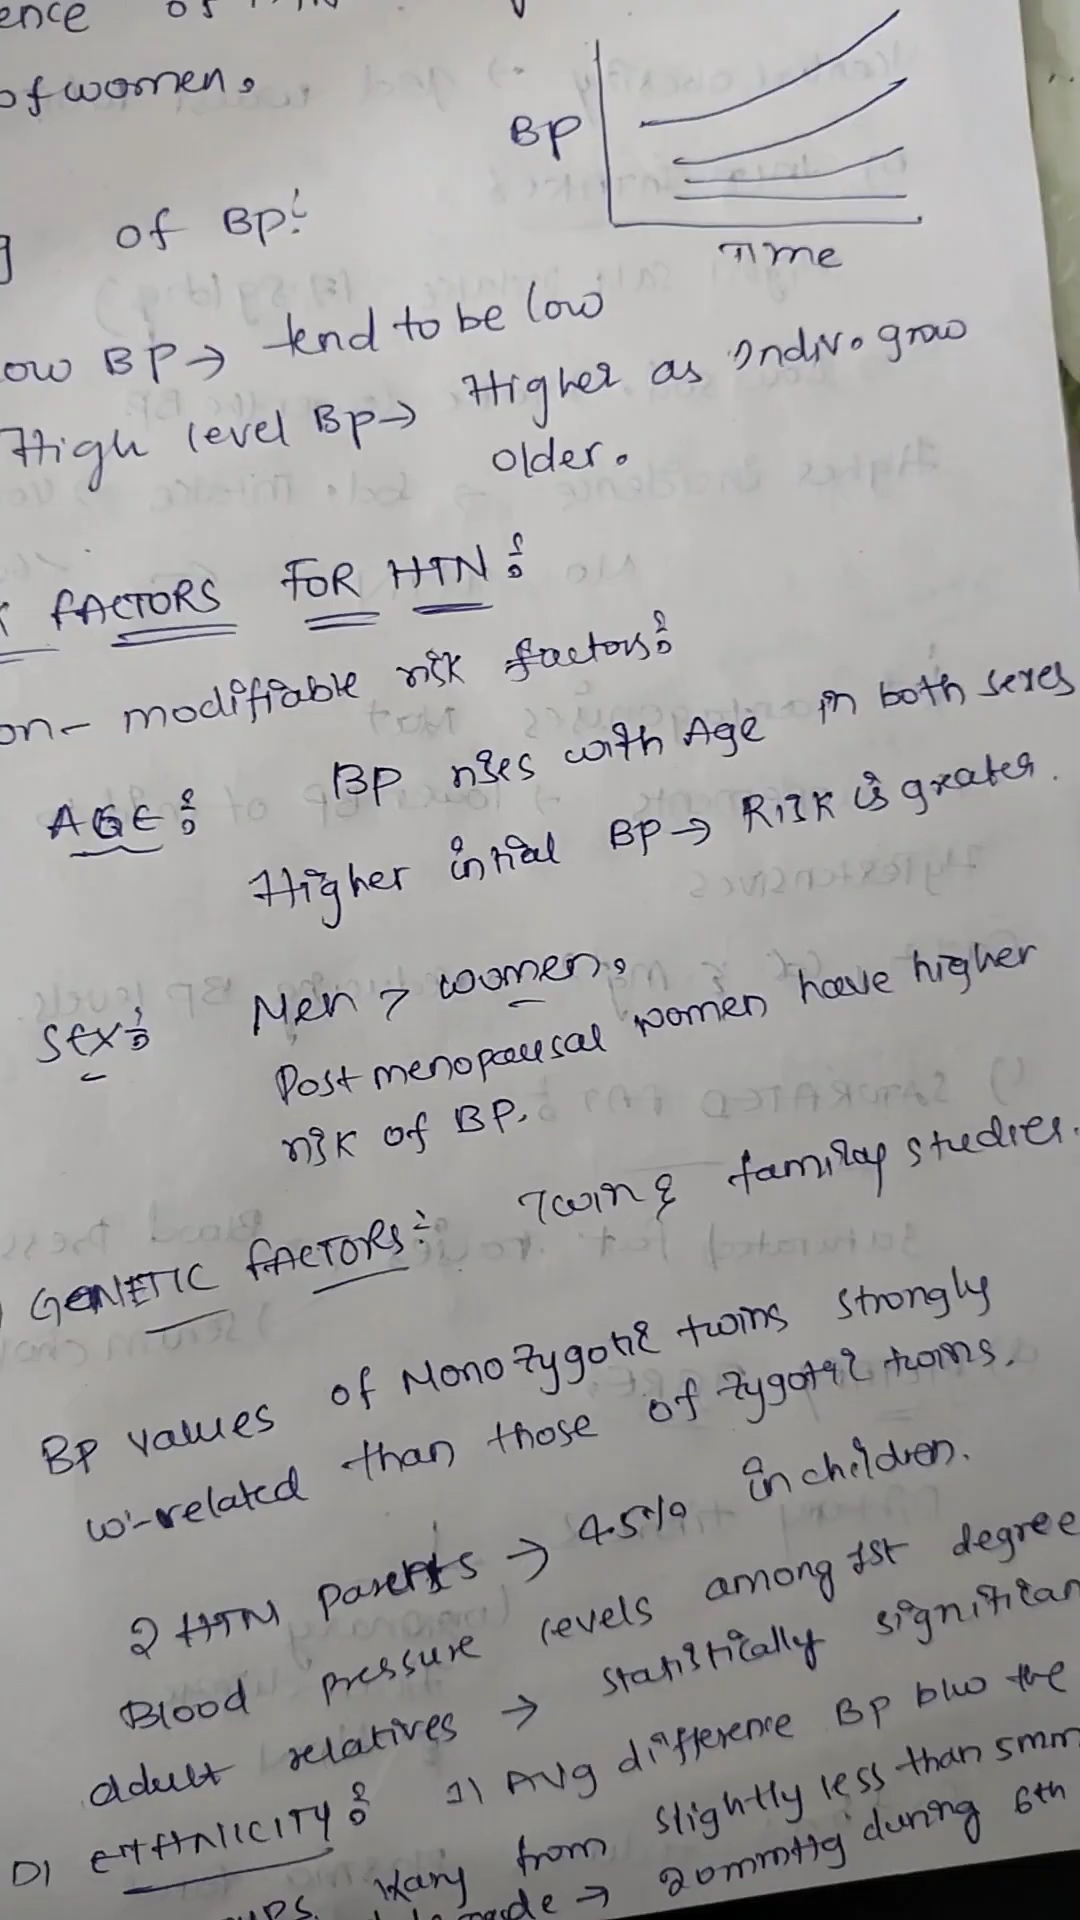 ence of
of women.
BP
Time
of BP:
ow BP → tend to be low
High level BP → Higher as Indiv. grow
older.
FACTORS FOR HTN:
on- modifiable risk factors:
AGE: BP rises with Age in both sexes
Higher initial BP → Risk is greater.
Sex: Men > women.
Post menopausal women have higher
risk of BP.
GENETIC FACTORS: Twin & family studies.
BP values of Monozygotic twins strongly
co-related than those of zygotic twins.
2 HTN parents → 45% in children.
Blood pressure levels among 1st degree
adult relatives → statistically significan
D) ETHNICITY: 1) Avg difference BP b/w the
vary from slightly less than 5mm
→ 20mmHg during 6th